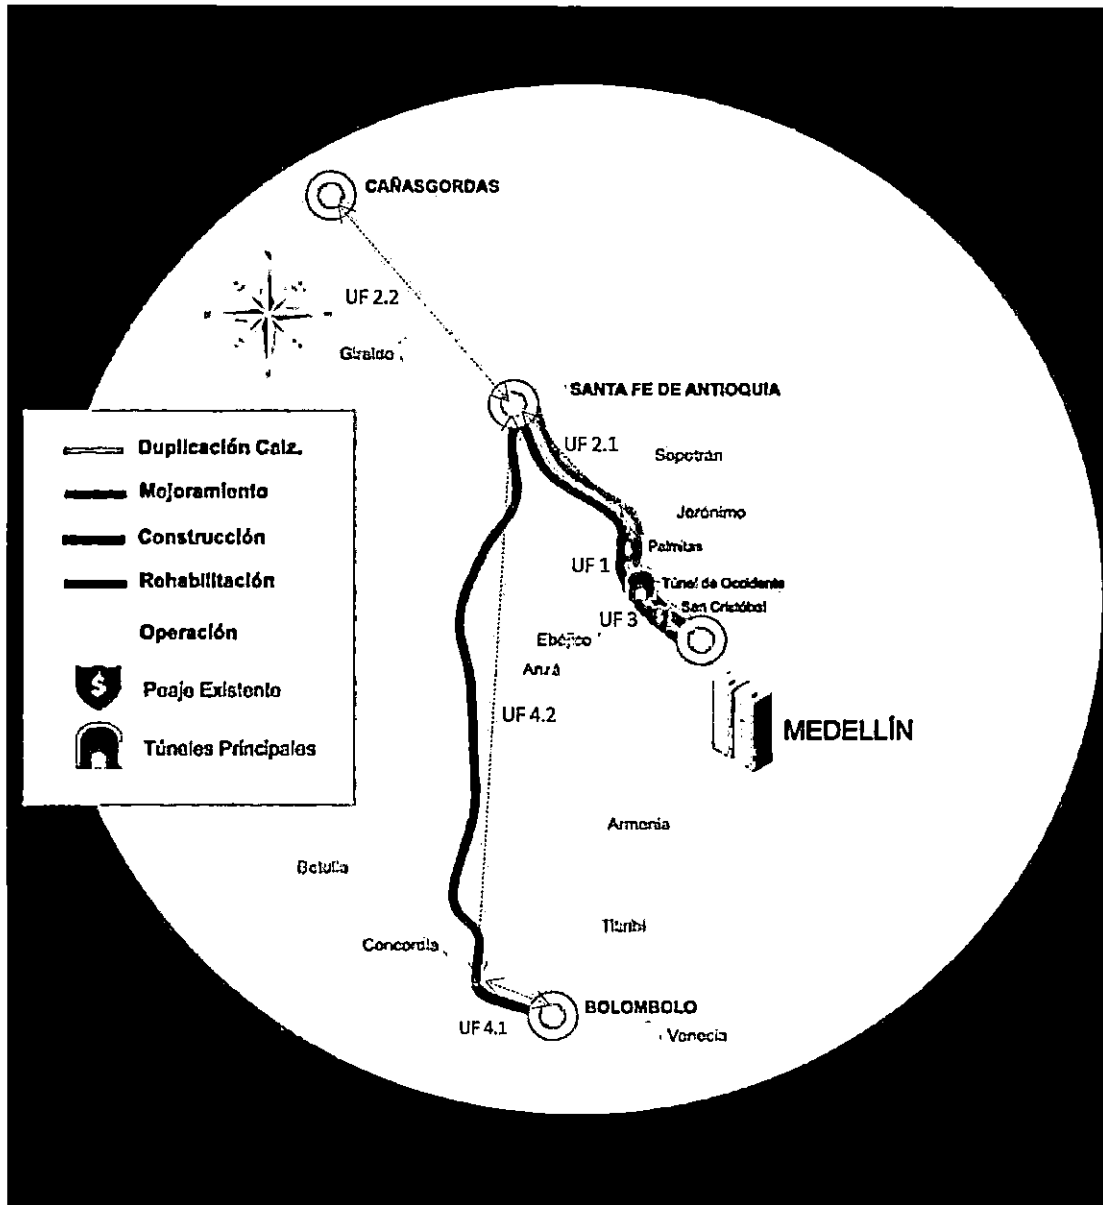 CAÑASGORDAS
UF 2.2
Giraldo
SANTA FE DE ANTIOQUIA
UF 2.1
Sopetrán
Jerónimo
Palmitas
UF 1
Túnel de Occidente
San Cristóbal
UF 3
Ebéjico
Anzá
UF 4.2
MEDELLÍN
Armenia
Betulia
Titiribí
Concordia
BOLOMBOLO
UF 4.1
Venecia
Duplicación Calz.
Mejoramiento
Construcción
Rehabilitación
Operación
$
Peaje Existente
Túneles Principales